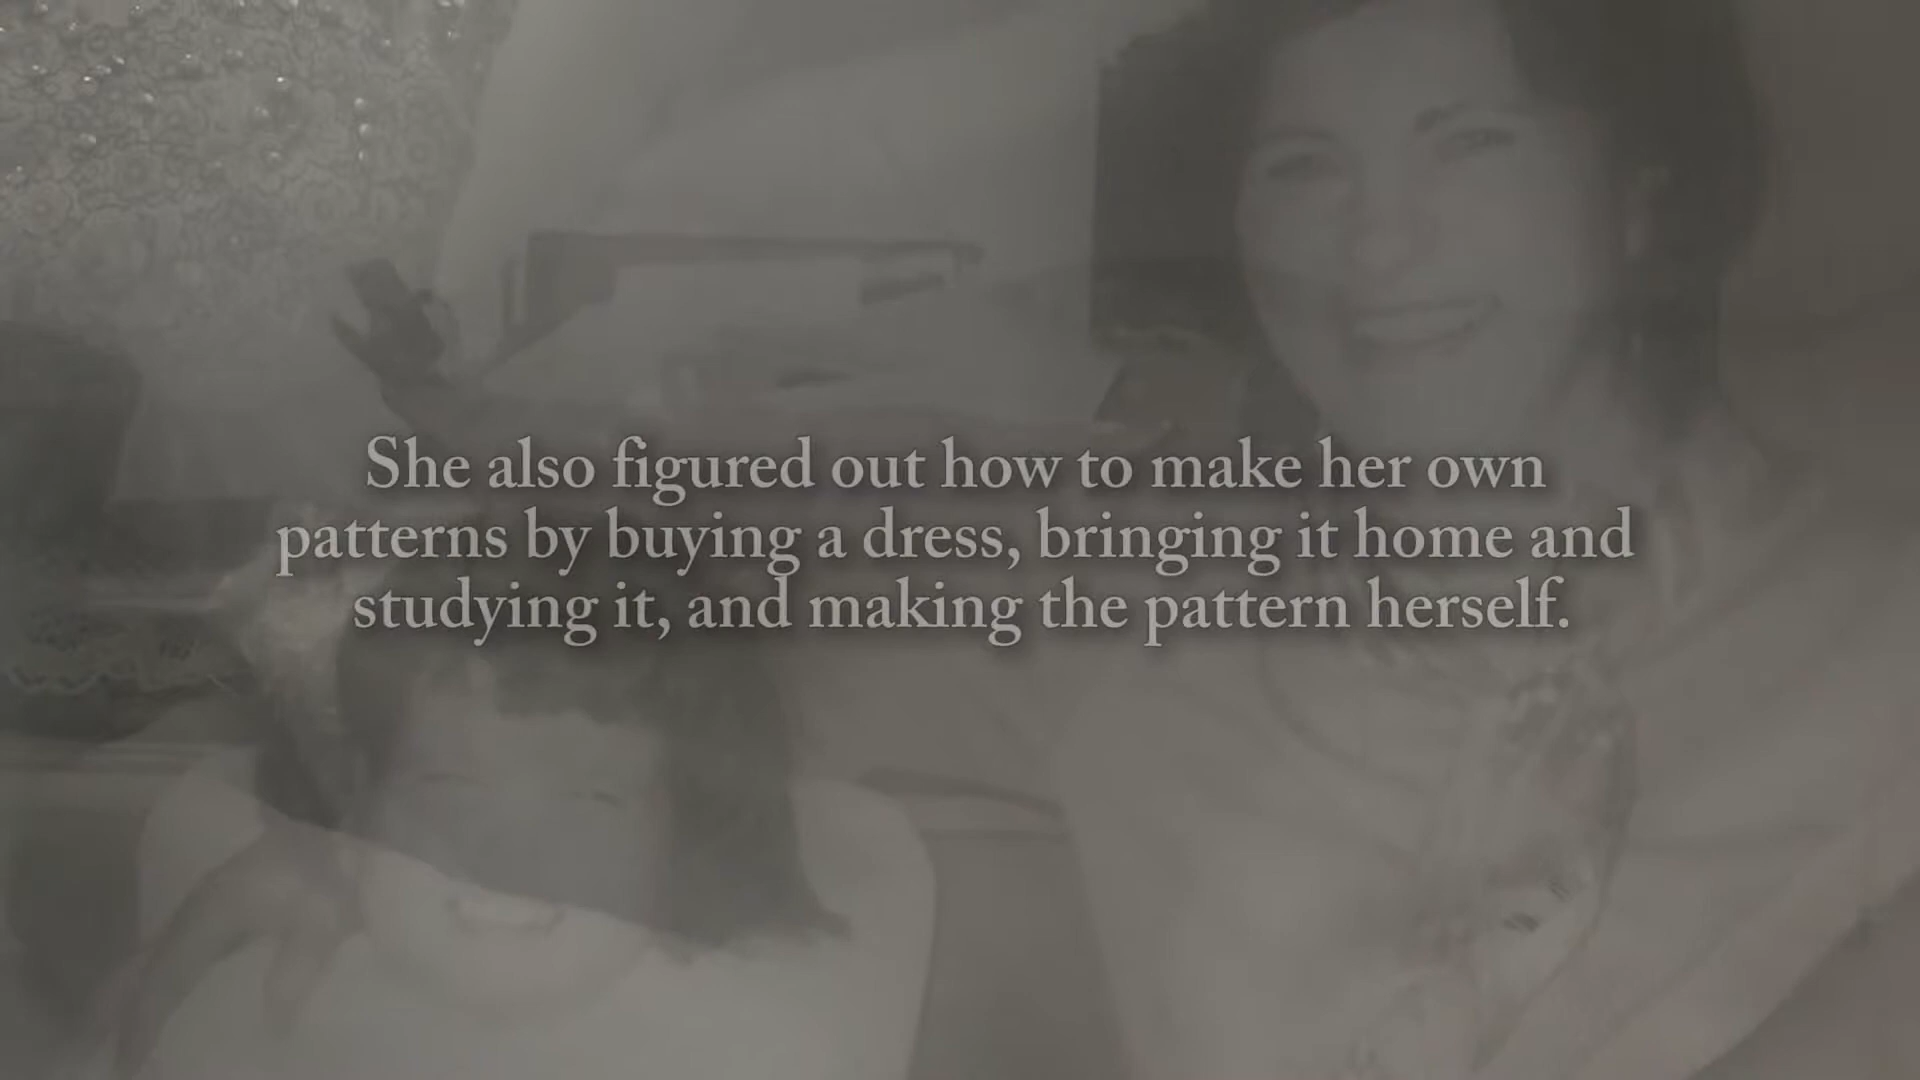 She also figured out how to make her own
patterns by buying a dress, bringing it home and
studying it, and making the pattern herself.